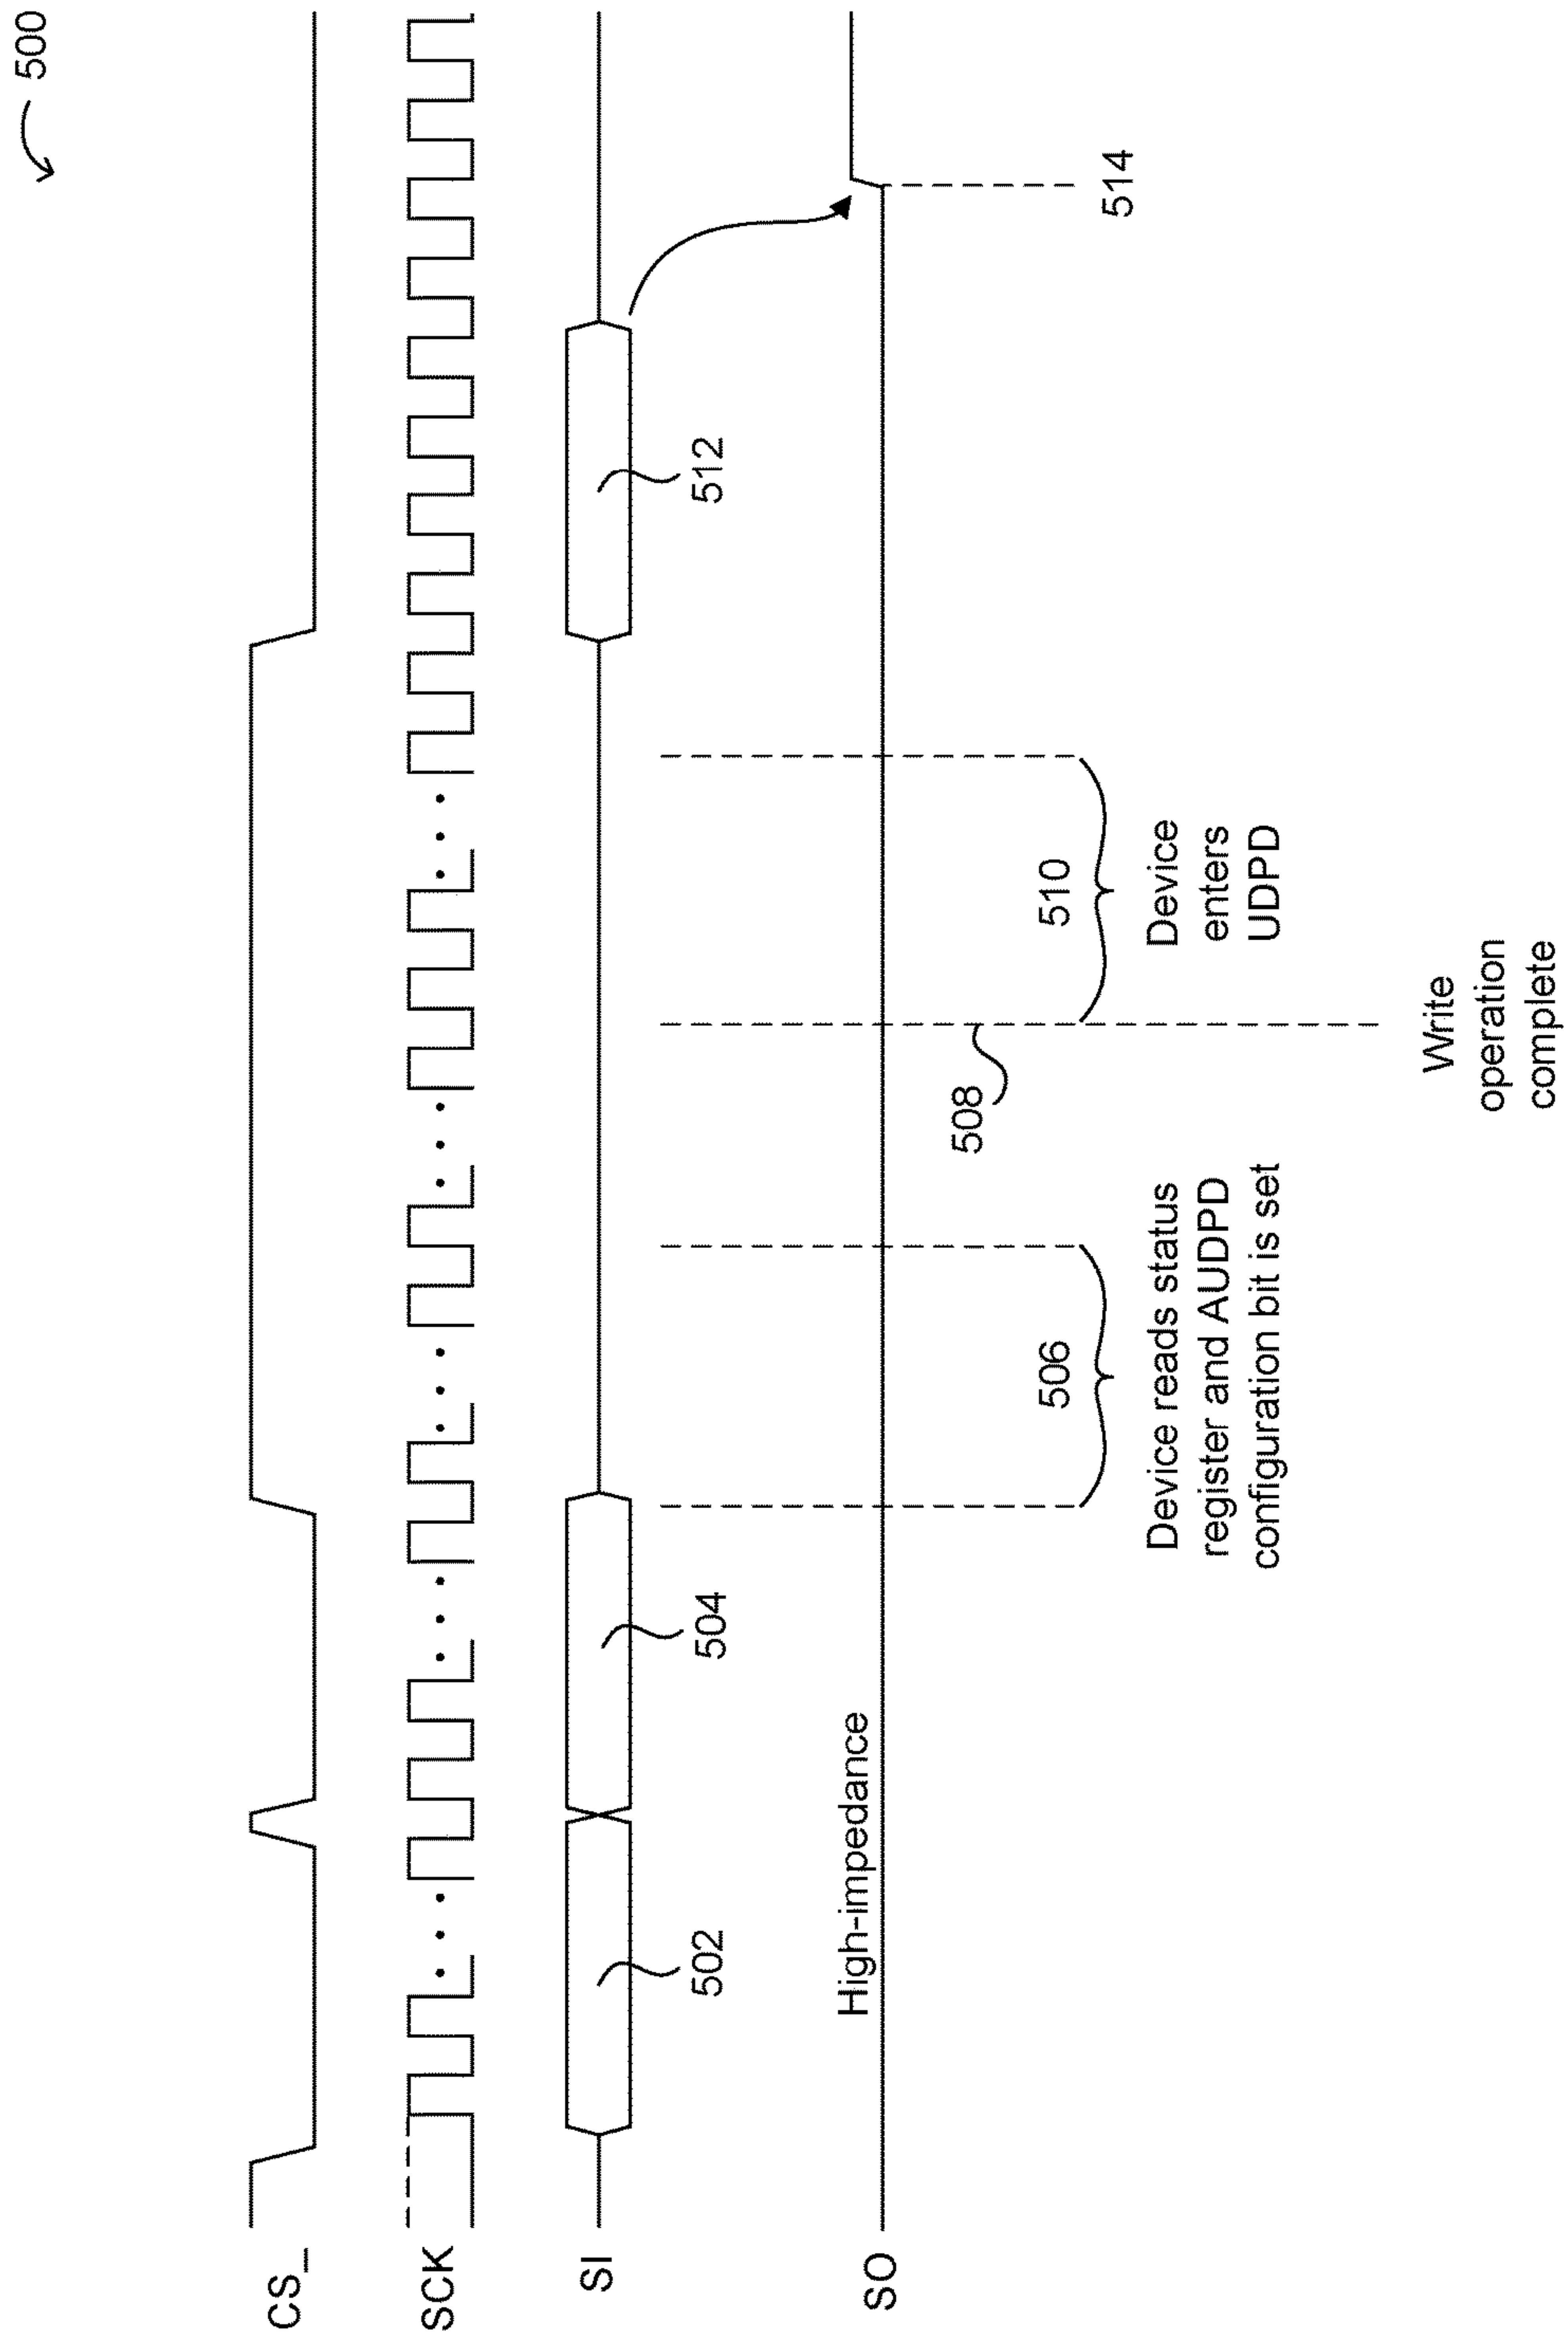 500
CS_
SCK
SI
502
504
512
High-impedance
SO
514
506
Device reads status
register and AUDPD
configuration bit is set
508
Write
operation
complete
510
Device
enters
UDPD